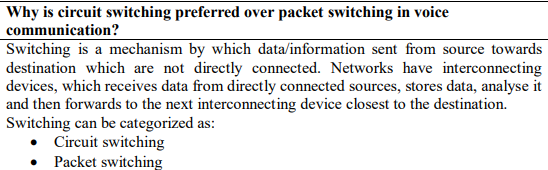 Why is circuit switching preferred over packet switching in voice
communication?
Switching is a mechanism by which data/information sent from source towards
destination which are not directly connected. Networks have interconnecting
devices, which receives data from directly connected sources, stores data, analyse it
and then forwards to the next interconnecting device closest to the destination.
Switching can be categorized as:
• Circuit switching
• Packet switching